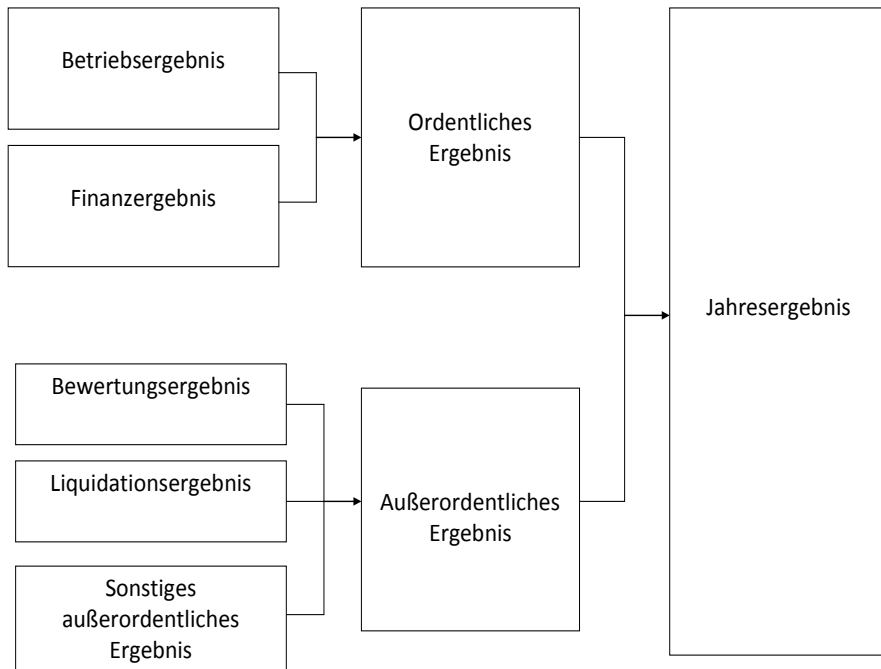 Betriebsergebnis
Finanzergebnis
Ordentliches
Ergebnis
Jahresergebnis
Bewertungsergebnis
Liquidationsergebnis
Sonstiges
außerordentliches
Ergebnis
Außerordentliches
Ergebnis